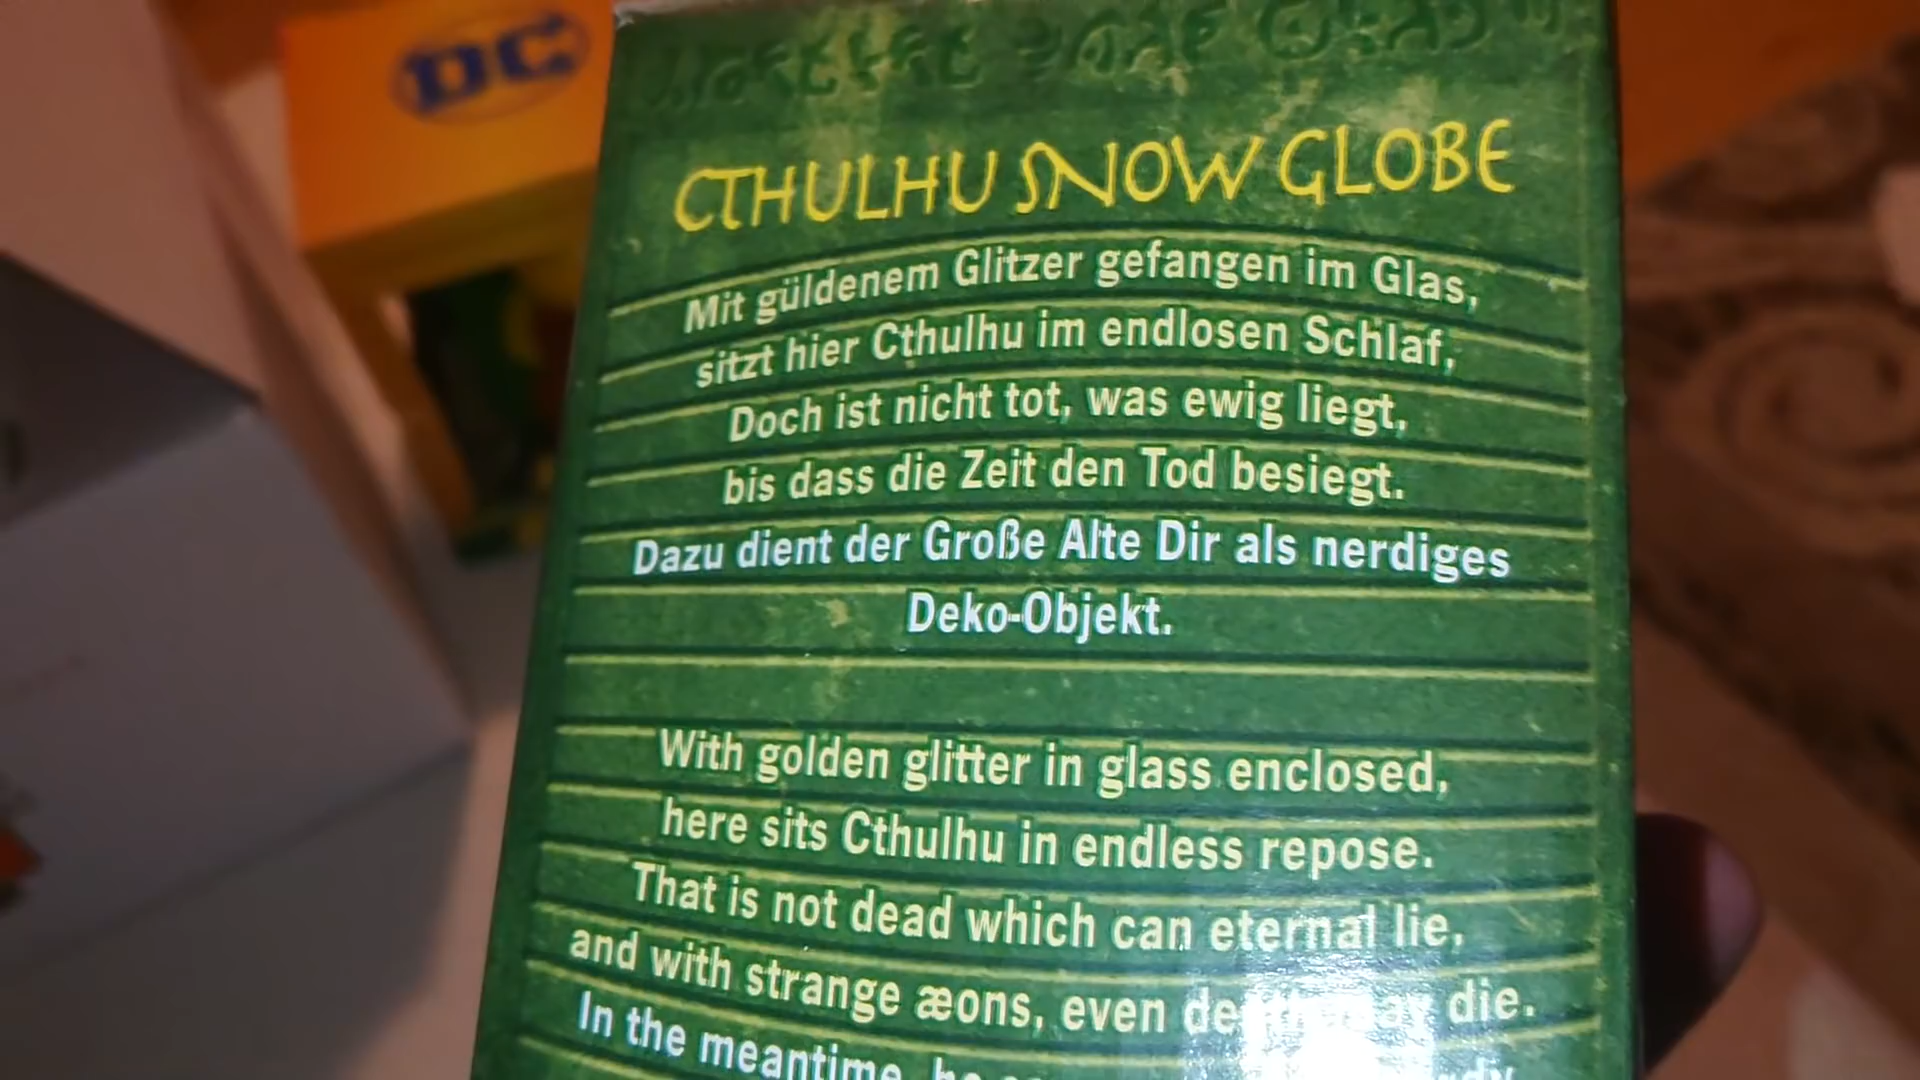 DC
CTHULHU SNOW GLOBE
Mit güldenem Glitzer gefangen im Glas,
sitzt hier Cthulhu im endlosen Schlaf,
Doch ist nicht tot, was ewig liegt,
bis dass die Zeit den Tod besiegt.
Dazu dient der Große Alte Dir als nerdiges
Deko-Objekt.
With golden glitter in glass enclosed,
here sits Cthulhu in endless repose.
That is not dead which can eternal lie,
and with strange æons, even die.
In the meantime,